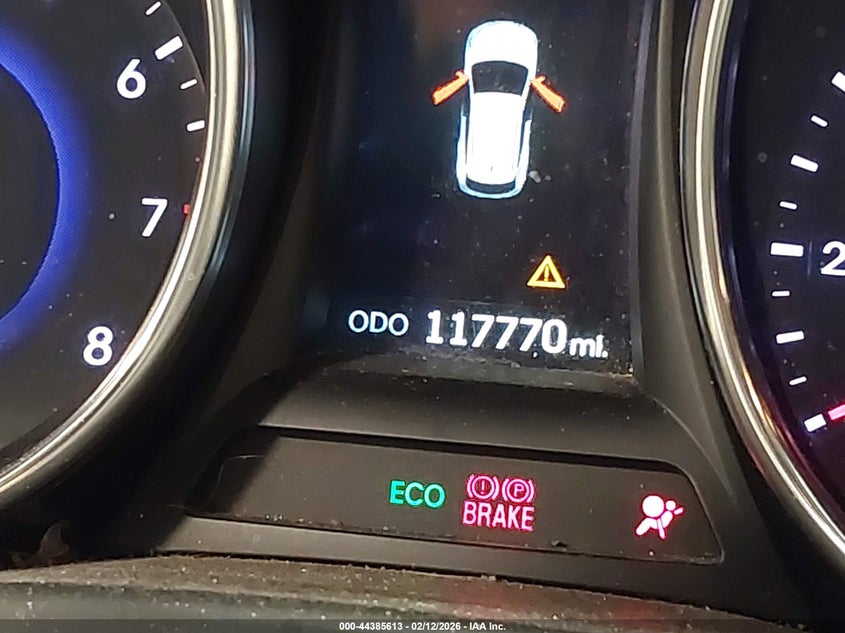 6
7
8
2
ODO 117770 mi.
ECO
(!) (P)
BRAKE
000-44385613 - 02/12/2026 - IAA Inc.